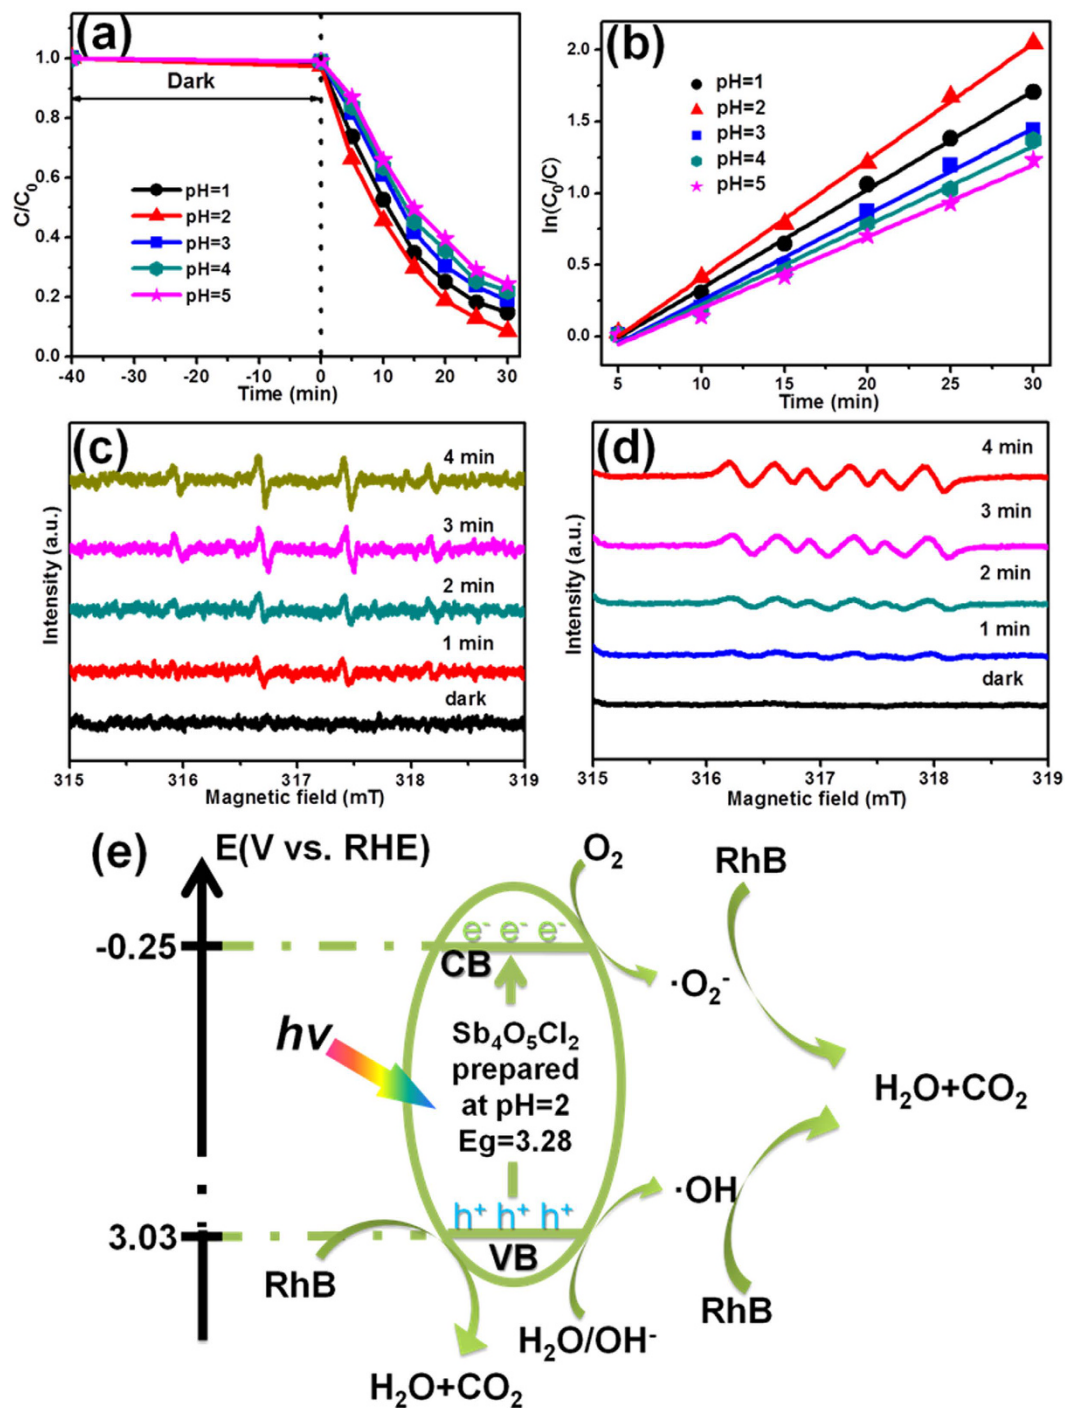 (a)
1.0
0.8
0.6
0.4
0.2
0.0
C/C₀
Dark
pH=1
pH=2
pH=3
pH=4
pH=5
-40 -30 -20 -10 0 10 20 30
Time (min)
(b)
2.0
1.5
1.0
0.5
0.0
ln(C₀/C)
pH=1
pH=2
pH=3
pH=4
pH=5
5 10 15 20 25 30
Time (min)
(c)
Intensity (a.u.)
4 min
3 min
2 min
1 min
dark
315 316 317 318 319
Magnetic field (mT)
(d)
Intensity (a.u.)
4 min
3 min
2 min
1 min
dark
315 316 317 318 319
Magnetic field (mT)
(e)
E(V vs. RHE)
O₂
RhB
-0.25
e⁻ e⁻ e⁻
CB
·O₂⁻
hν
Sb₄O₅Cl₂
prepared
at pH=2
Eg=3.28
H₂O+CO₂
·OH
3.03
h⁺ h⁺ h⁺
VB
RhB
RhB
H₂O/OH⁻
H₂O+CO₂